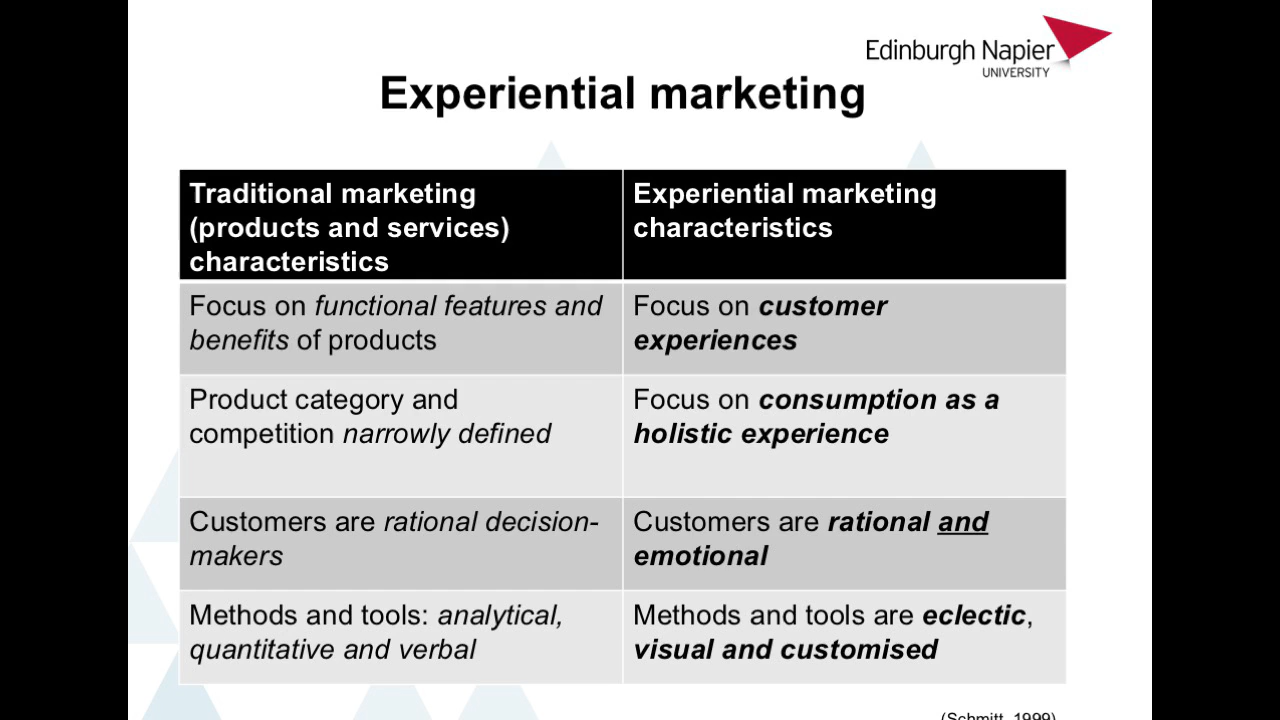 Edinburgh Napier
UNIVERSITY
Experiential marketing
Traditional marketing
(products and services)
characteristics
Experiential marketing
characteristics
Focus on functional features and
benefits of products
Focus on customer
experiences
Product category and
competition narrowly defined
Focus on consumption as a
holistic experience
Customers are rational decision-
makers
Customers are rational and
emotional
Methods and tools: analytical,
quantitative and verbal
Methods and tools are eclectic,
visual and customised
(Schmitt, 1999)